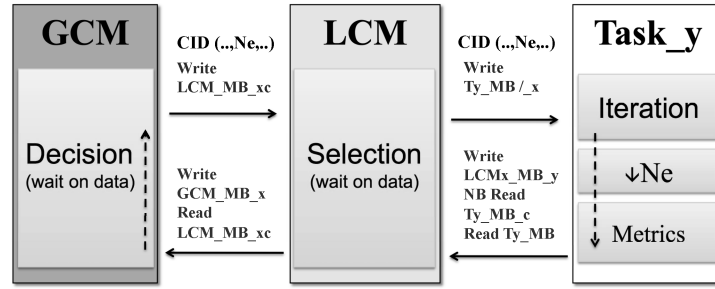 GCM
Decision
(wait on data)
CID (..,Ne,..)
Write
LCM_MB_xc
Write
GCM_MB_x
Read
LCM_MB_xc
LCM
Selection
(wait on data)
CID (..,Ne,..)
Write
Ty_MB /_x
Write
LCMx_MB_y
NB Read
Ty_MB_c
Read Ty_MB
Task_y
Iteration
↓Ne
Metrics